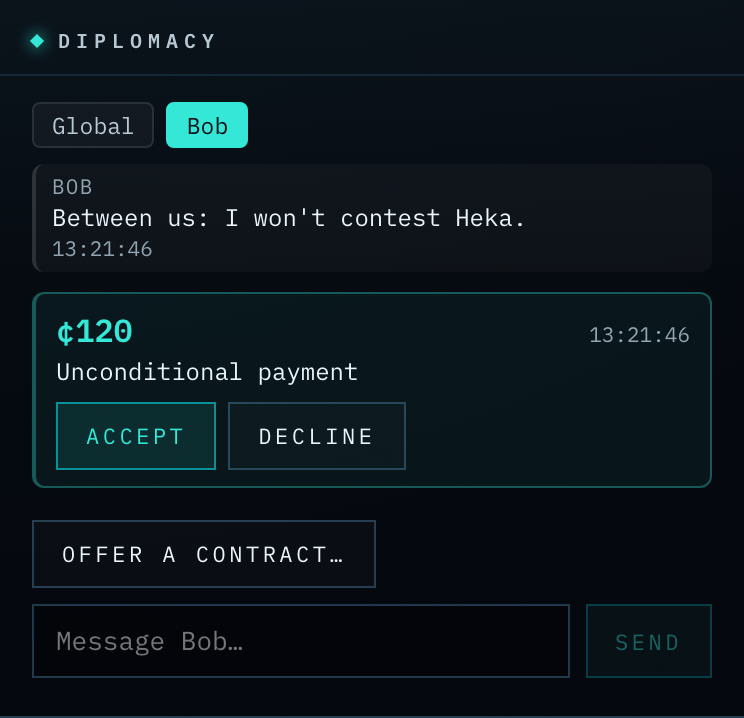 DIPLOMACY
Global
Bob
BOB
Between us: I won't contest Heka.
13:21:46
¢120
13:21:46
Unconditional payment
ACCEPT
DECLINE
OFFER A CONTRACT…
Message Bob…
SEND